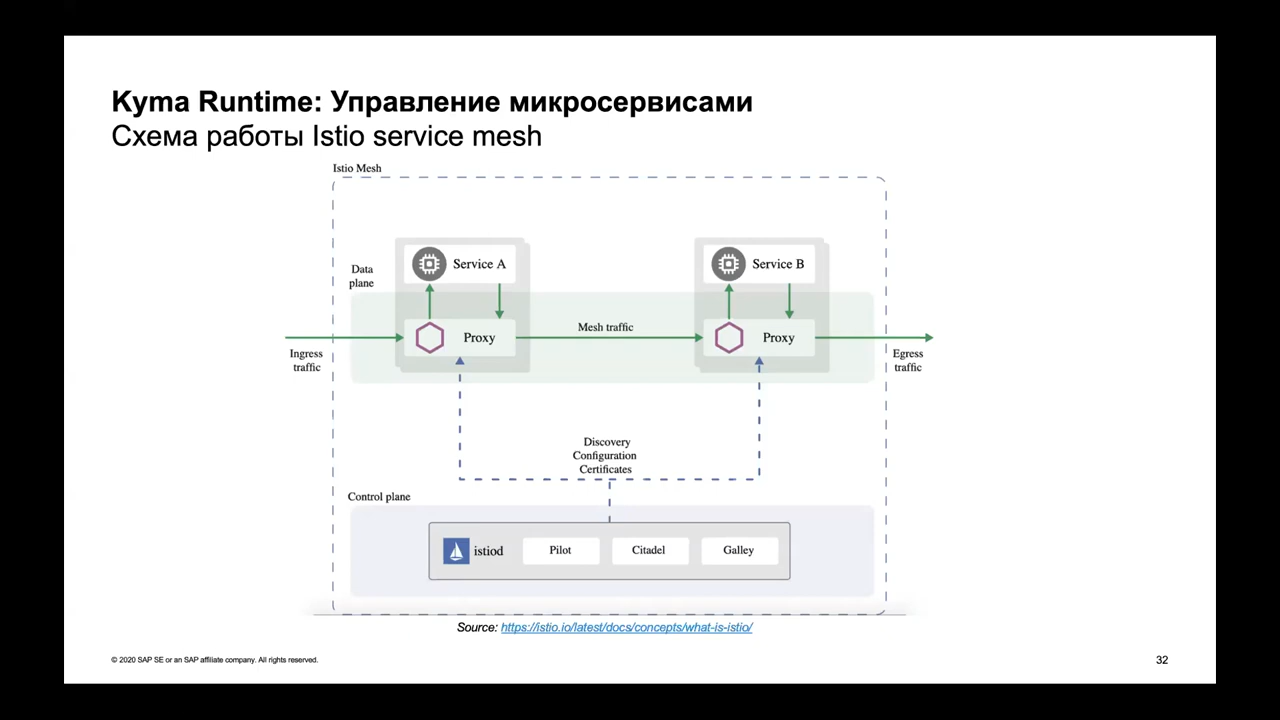 Kyma Runtime: Управление микросервисами
Схема работы Istio service mesh
Istio Mesh
Data
plane
Service A
Service B
Proxy
Mesh traffic
Proxy
Ingress
traffic
Egress
traffic
Discovery
Configuration
Certificates
Control plane
istiod
Pilot
Citadel
Galley
Source: https://istio.io/latest/docs/concepts/what-is-istio/
© 2020 SAP SE or an SAP affiliate company. All rights reserved.
32